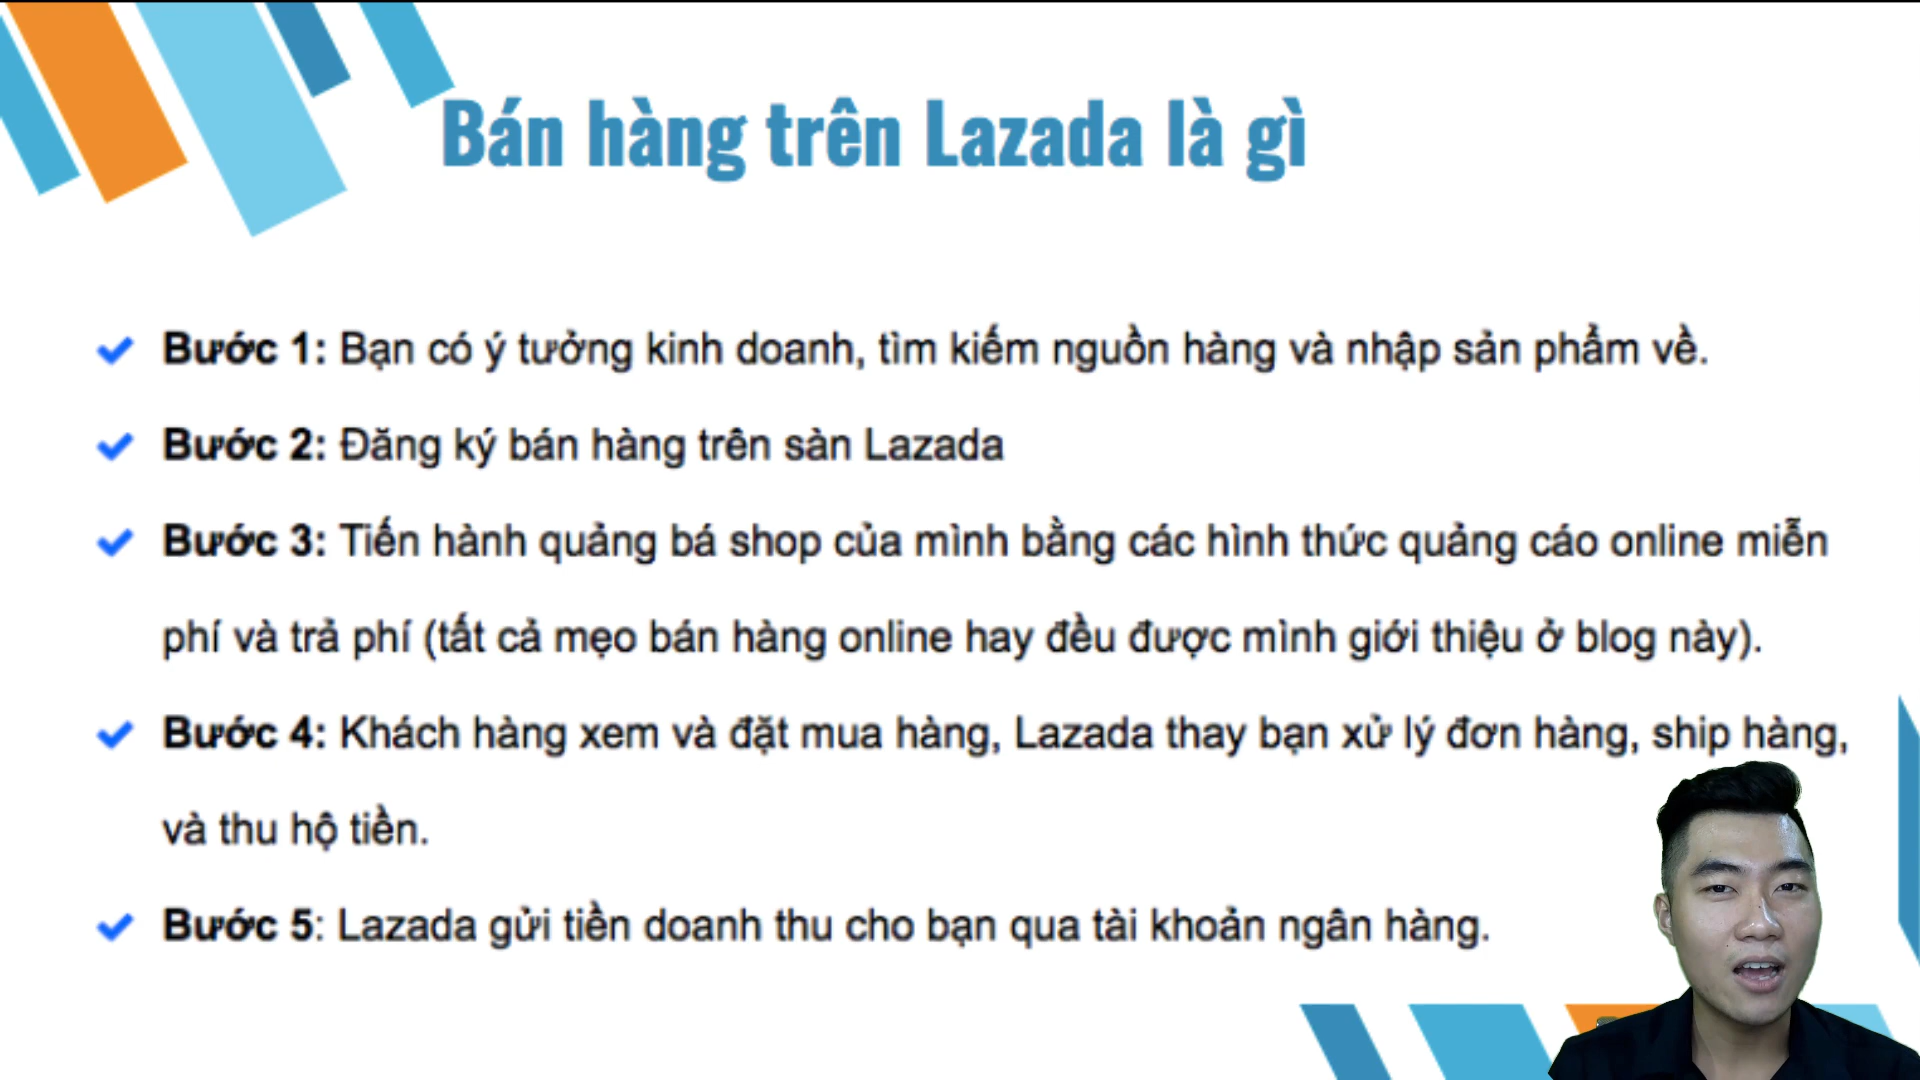 Bán hàng trên Lazada là gì
Bước 1: Bạn có ý tưởng kinh doanh, tìm kiếm nguồn hàng và nhập sản phẩm về.
Bước 2: Đăng ký bán hàng trên sàn Lazada
Bước 3: Tiến hành quảng bá shop của mình bằng các hình thức quảng cáo online miễn
phí và trả phí (tất cả mẹo bán hàng online hay đều được mình giới thiệu ở blog này).
Bước 4: Khách hàng xem và đặt mua hàng, Lazada thay bạn xử lý đơn hàng, ship hàng,
và thu hộ tiền.
Bước 5: Lazada gửi tiền doanh thu cho bạn qua tài khoản ngân hàng.